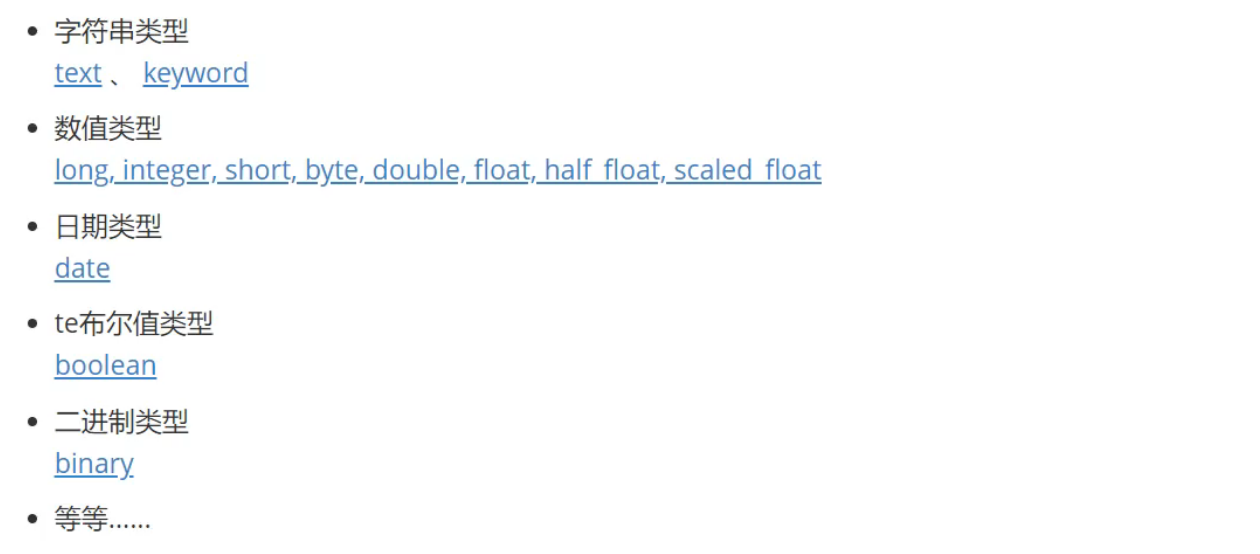 字符串类型
text 、 keyword
数值类型
long, integer, short, byte, double, float, half_float, scaled_float
日期类型
date
te布尔值类型
boolean
二进制类型
binary
等等……